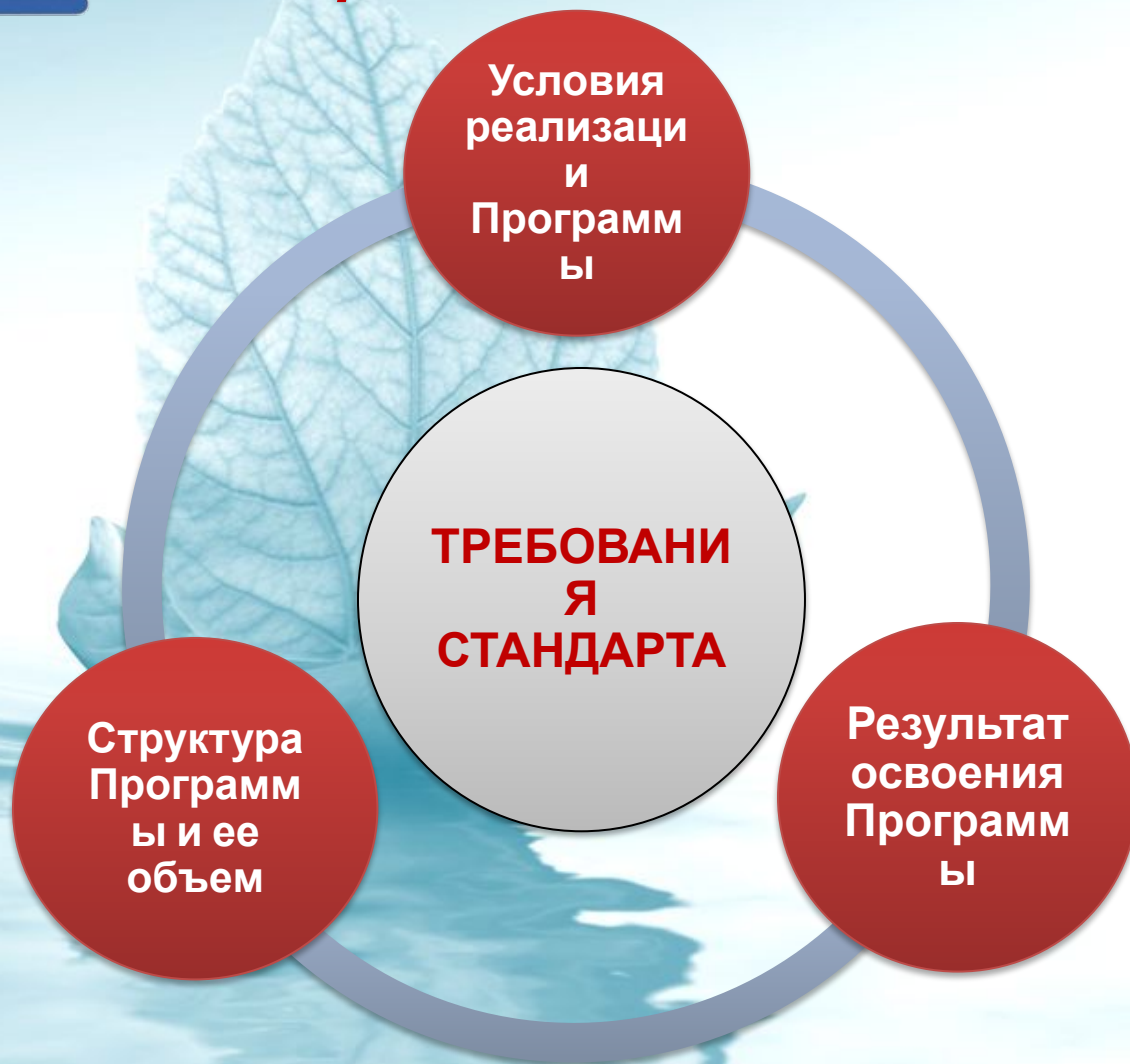 Условия
реализаци
и
Программ
ы
ТРЕБОВАНИ
Я
СТАНДАРТА
Структура
Программ
ы и ее
объем
Результат
освоения
Программ
ы